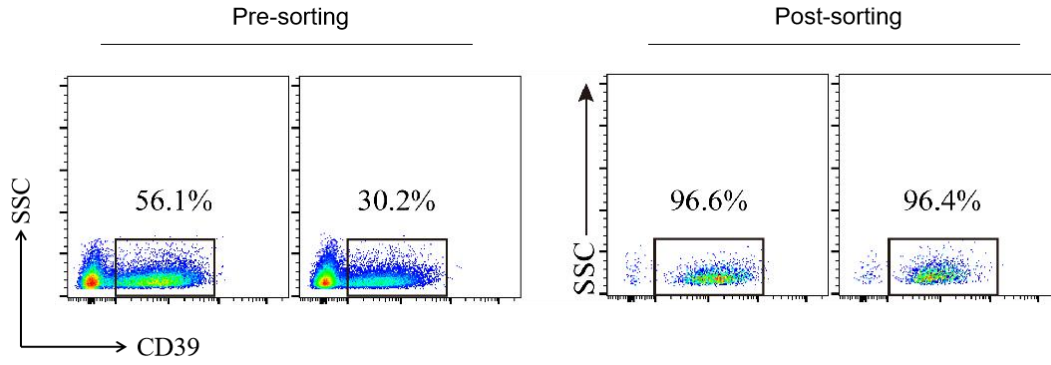 Pre-sorting
Post-sorting
56.1%
30.2%
96.6%
96.4%
SSC
SSC
CD39